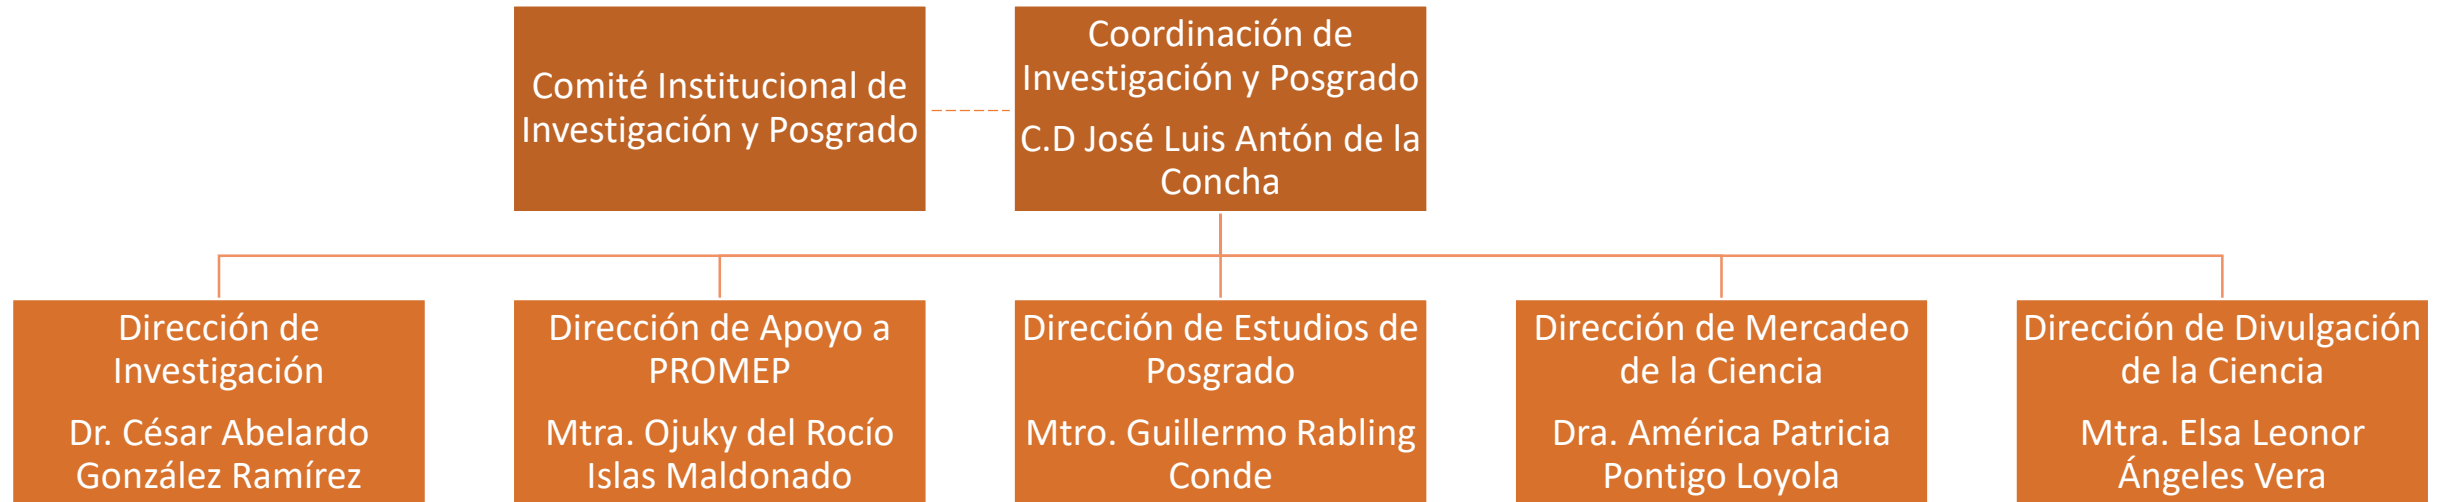 Comité Institucional de
Investigación y Posgrado
Coordinación de
Investigación y Posgrado
C.D José Luis Antón de la
Concha
Dirección de
Investigación
Dr. César Abelardo
González Ramírez
Dirección de Apoyo a
PROMEP
Mtra. Ojuky del Rocío
Islas Maldonado
Dirección de Estudios de
Posgrado
Mtro. Guillermo Rabling
Conde
Dirección de Mercadeo
de la Ciencia
Dra. América Patricia
Pontigo Loyola
Dirección de Divulgación
de la Ciencia
Mtra. Elsa Leonor
Ángeles Vera